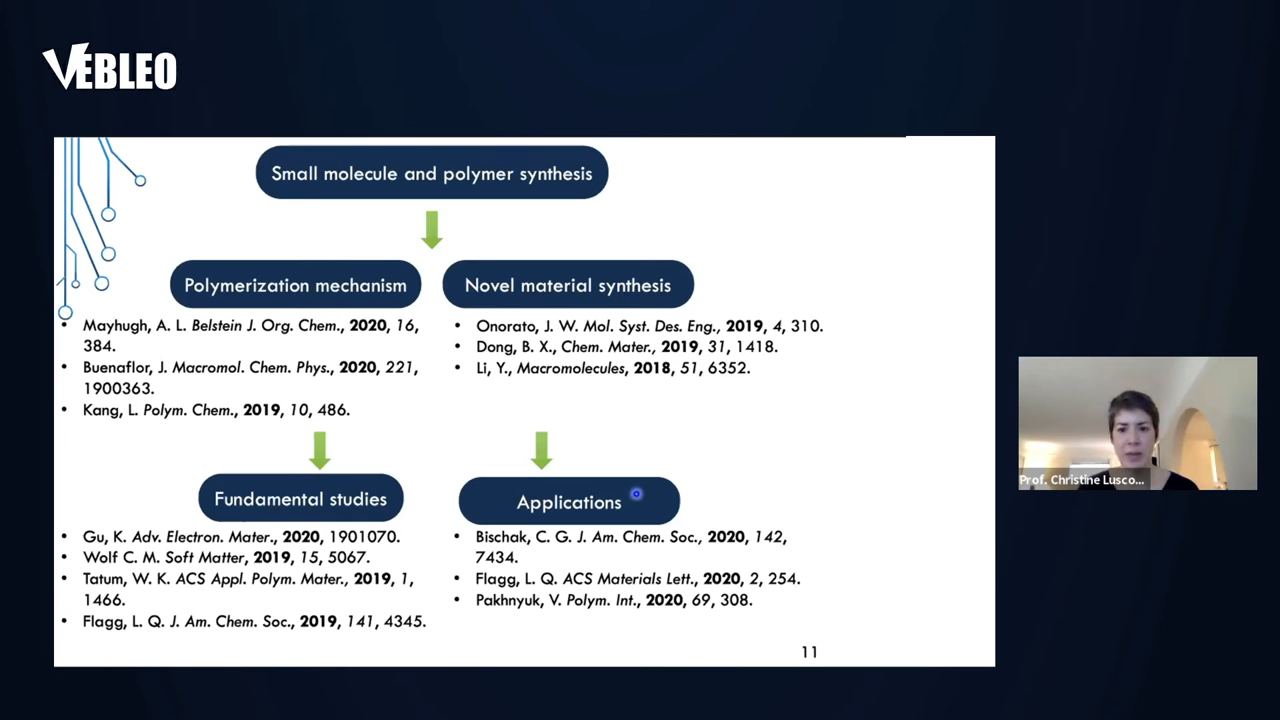 VEBLEO
Small molecule and polymer synthesis
Polymerization mechanism
• Mayhugh, A. L. Belstein J. Org. Chem., 2020, 16,
384.
• Buenaflor, J. Macromol. Chem. Phys., 2020, 221,
1900363.
• Kang, L. Polym. Chem., 2019, 10, 486.
Novel material synthesis
• Onorato, J. W. Mol. Syst. Des. Eng., 2019, 4, 310.
• Dong, B. X., Chem. Mater., 2019, 31, 1418.
• Li, Y., Macromolecules, 2018, 51, 6352.
Fundamental studies
• Gu, K. Adv. Electron. Mater., 2020, 1901070.
• Wolf C. M. Soft Matter, 2019, 15, 5067.
• Tatum, W. K. ACS Appl. Polym. Mater., 2019, 1,
1466.
• Flagg, L. Q. J. Am. Chem. Soc., 2019, 141, 4345.
Applications
• Bischak, C. G. J. Am. Chem. Soc., 2020, 142,
7434.
• Flagg, L. Q. ACS Materials Lett., 2020, 2, 254.
• Pakhnyuk, V. Polym. Int., 2020, 69, 308.
11
Prof. Christine Lusco...